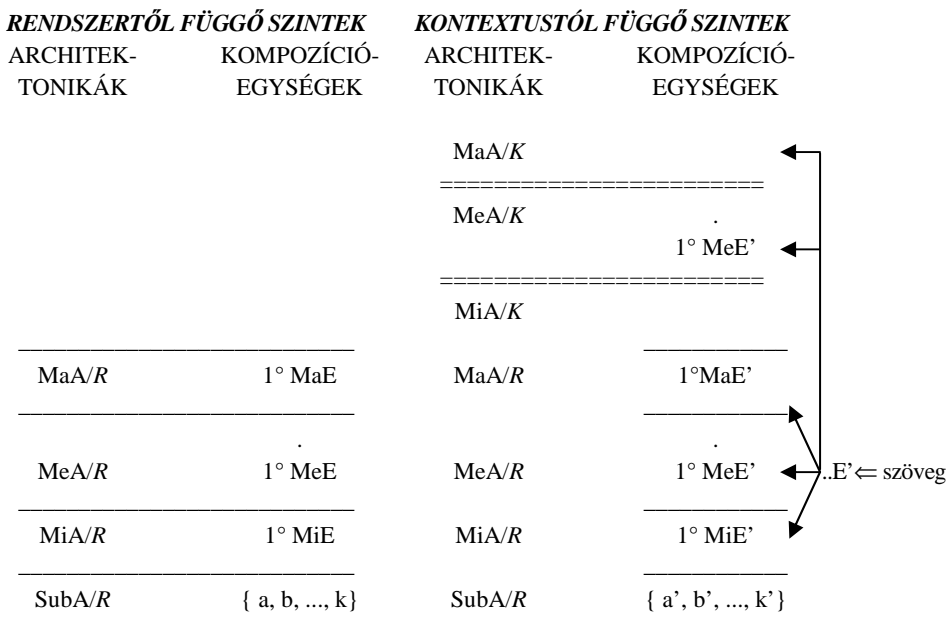 RENDSZERTŐL FÜGGŐ SZINTEK KONTEXTUSTÓL FÜGGŐ SZINTEK
ARCHITEK- KOMPOZÍCIÓ- ARCHITEK- KOMPOZÍCIÓ-
TONIKÁK EGYSÉGEK TONIKÁK EGYSÉGEK
MaA/K
========================
MeA/K .
1° MeE’
========================
MiA/K
MaA/R 1° MaE MaA/R 1°MaE’
. .
MeA/R 1° MeE MeA/R 1° MeE’ ..E’⇐ szöveg
MiA/R 1° MiE MiA/R 1° MiE’
SubA/R { a, b, ..., k} SubA/R { a’, b’, ..., k’}